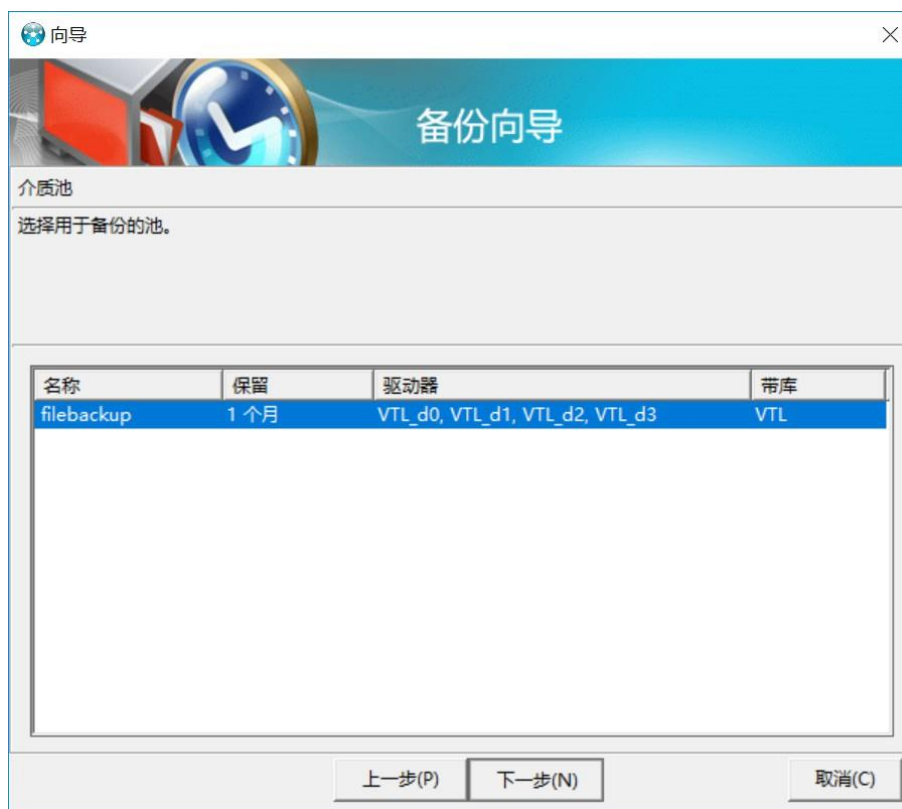 向导
备份向导
介质池
选择用于备份的池。
名称 保留 驱动器 带库
filebackup 1 个月 VTL_d0, VTL_d1, VTL_d2, VTL_d3 VTL
上一步(P) 下一步(N) 取消(C)